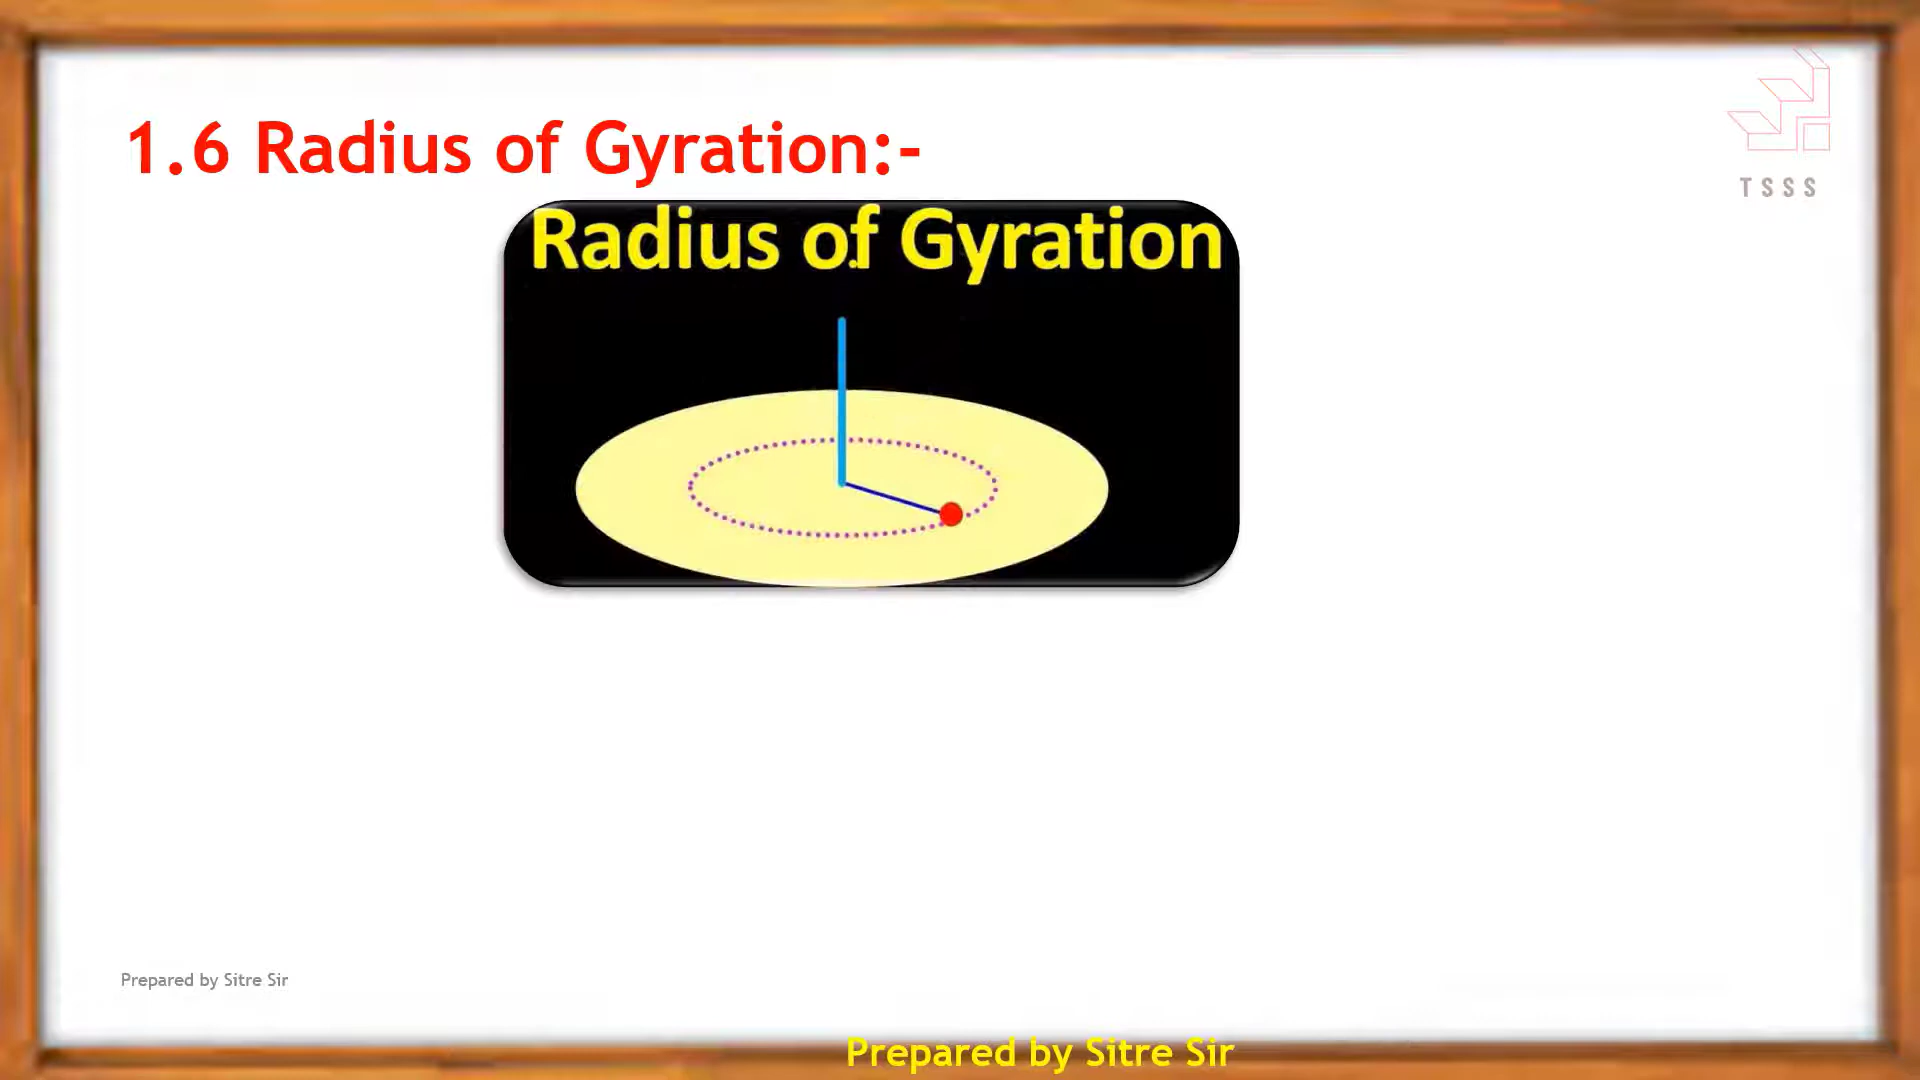 1.6 Radius of Gyration:-
TSSS
Radius of Gyration
Prepared by Sitre Sir
Prepared by Sitre Sir